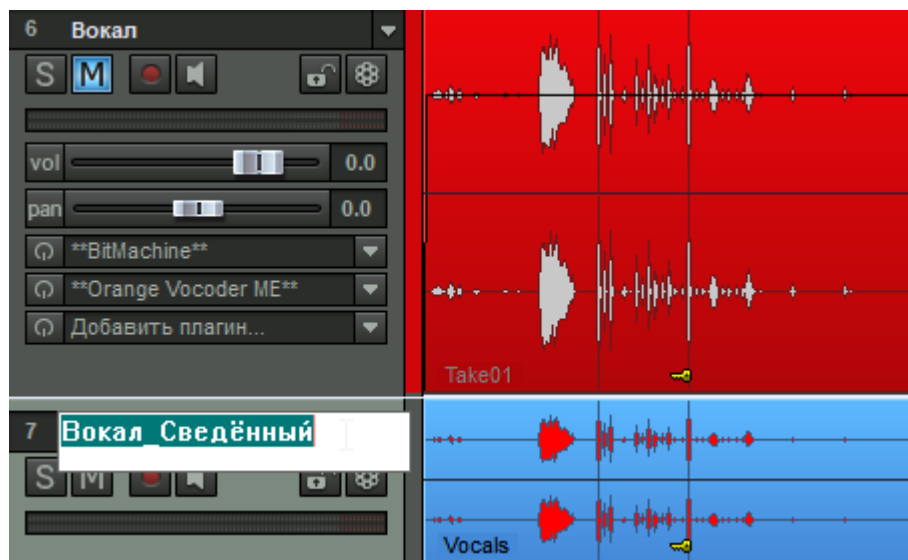 6 Вокал
S M
vol 0.0
pan 0.0
**BitMachine**
**Orange Vocoder ME**
Добавить плагин...
Take01
7 Вокал_Сведённый
S M
Vocals